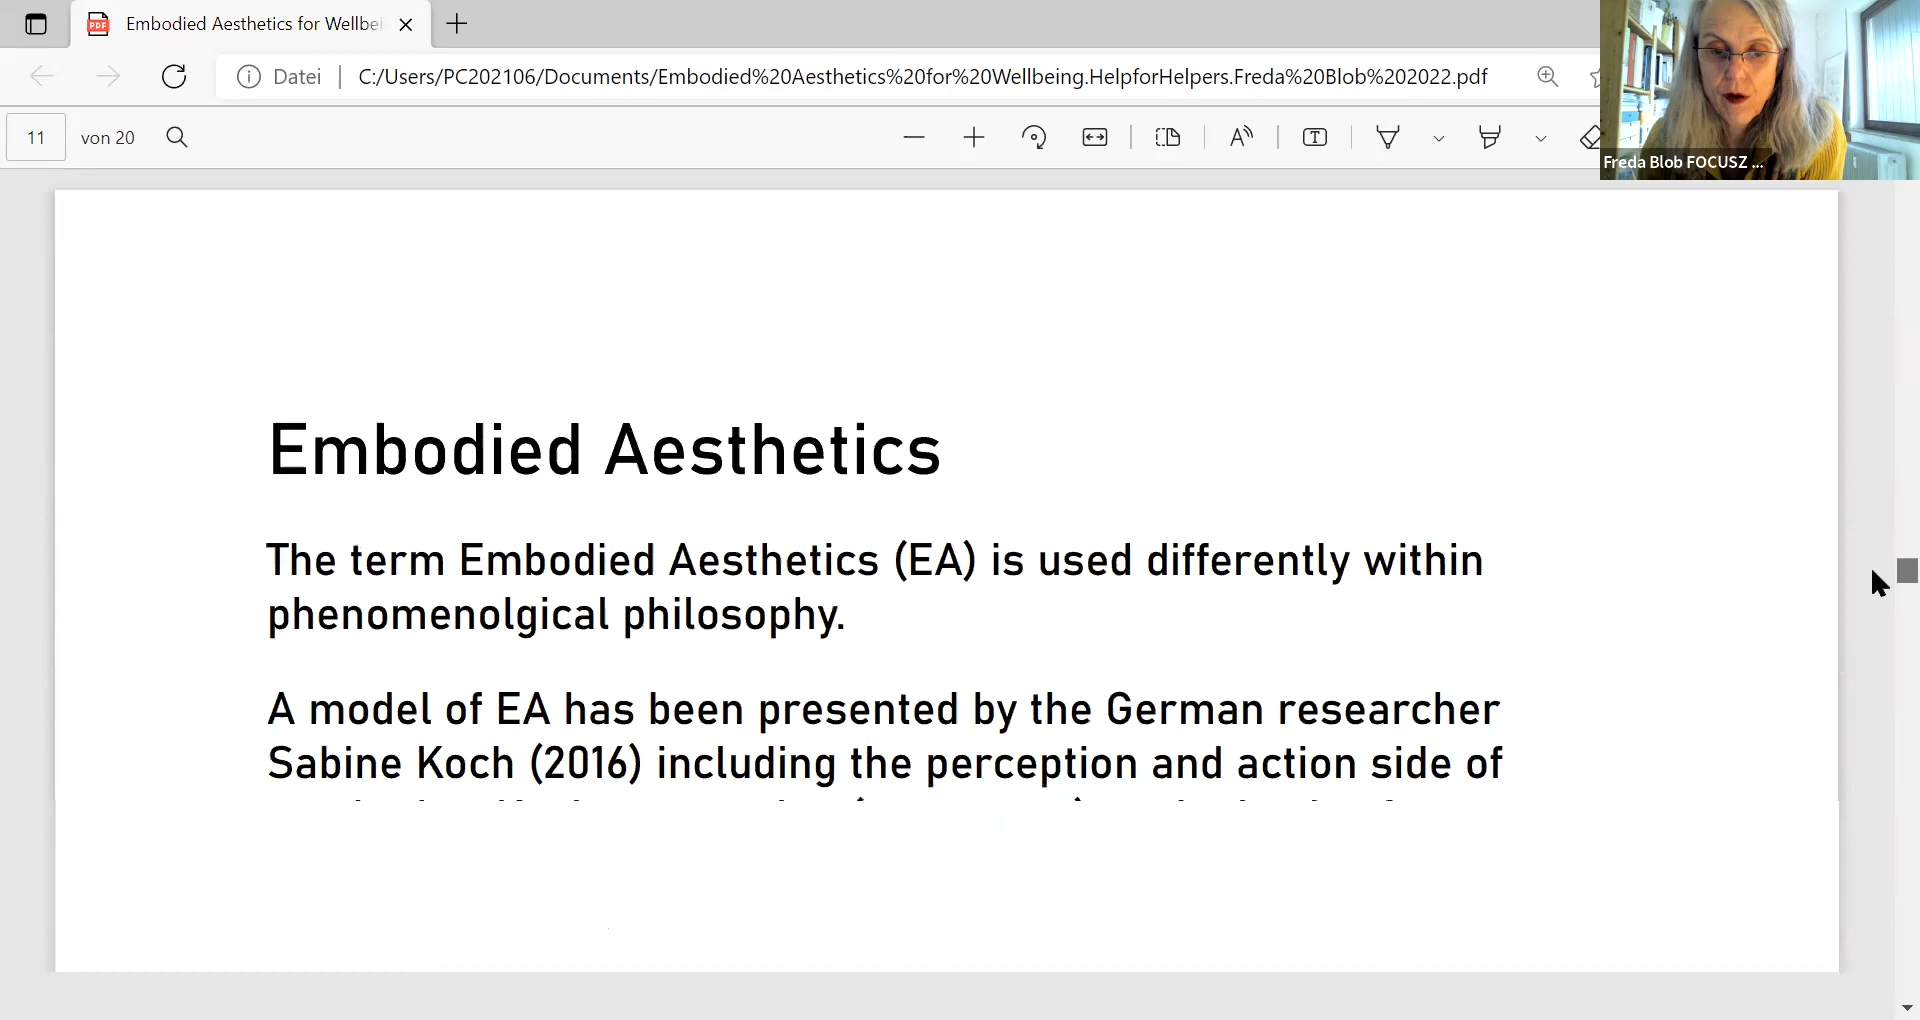 Embodied Aesthetics for Wellbei
Datei
C:/Users/PC202106/Documents/Embodied%20Aesthetics%20for%20Wellbeing.HelpforHelpers.Freda%20Blob%202022.pdf
11 von 20
Freda Blob FOCUSZ ...
Embodied Aesthetics
The term Embodied Aesthetics (EA) is used differently within
phenomenolgical philosophy.
A model of EA has been presented by the German researcher
Sabine Koch (2016) including the perception and action side of